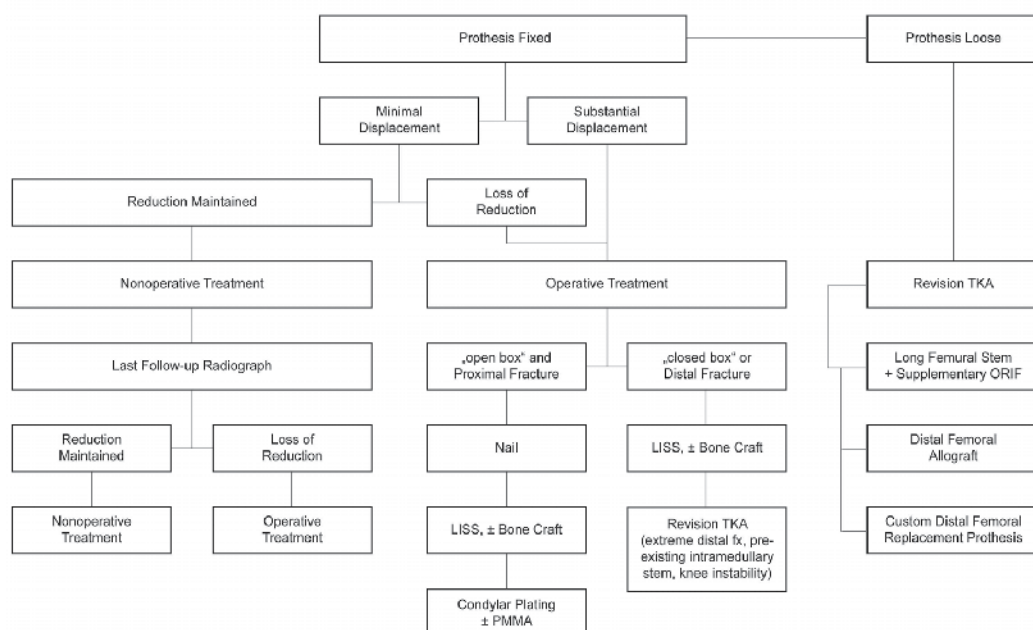 Prothesis Fixed
Prothesis Loose
Minimal
Displacement
Substantial
Displacement
Reduction Maintained
Loss of
Reduction
Nonoperative Treatment
Operative Treatment
Revision TKA
Last Follow-up Radiograph
„open box“ and
Proximal Fracture
„closed box“ or
Distal Fracture
Long Femural Stem
+ Supplementary ORIF
Reduction
Maintained
Loss of
Reduction
Nail
LISS, ± Bone Craft
Distal Femoral
Allograft
Nonoperative
Treatment
Operative
Treatment
LISS, ± Bone Craft
Revision TKA
(extreme distal fx, pre-
existing intramedullary
stem, knee instability)
Custom Distal Femoral
Replacement Prothesis
Condylar Plating
± PMMA